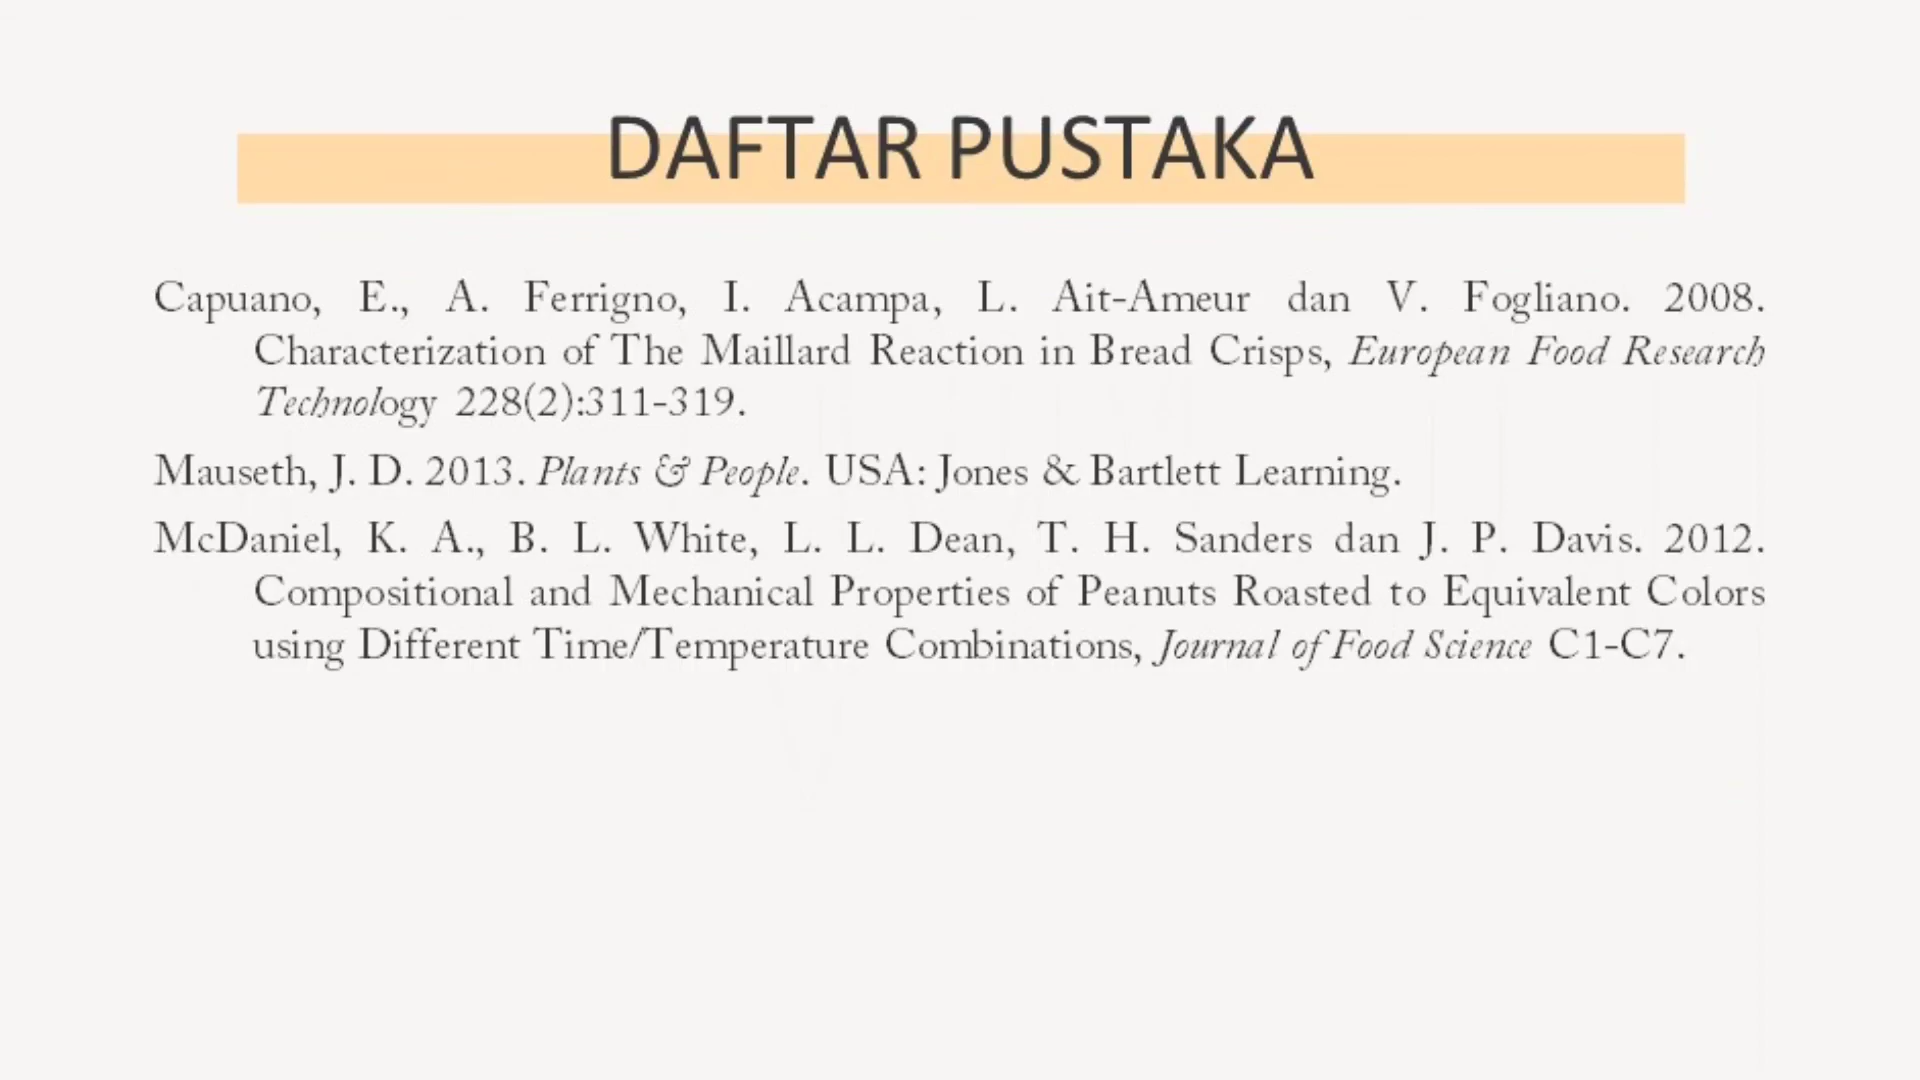 DAFTAR PUSTAKA
Capuano, E., A. Ferrigno, I. Acampa, L. Ait-Ameur dan V. Fogliano. 2008.
Characterization of The Maillard Reaction in Bread Crisps, European Food Research
Technology 228(2):311-319.
Mauseth, J. D. 2013. Plants & People. USA: Jones & Bartlett Learning.
McDaniel, K. A., B. L. White, L. L. Dean, T. H. Sanders dan J. P. Davis. 2012.
Compositional and Mechanical Properties of Peanuts Roasted to Equivalent Colors
using Different Time/Temperature Combinations, Journal of Food Science C1-C7.